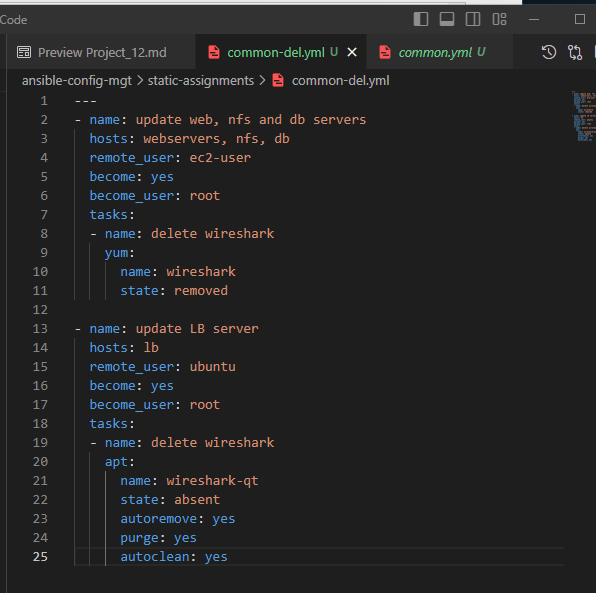 Code
Preview Project_12.md
common-del.yml U
common.yml U
ansible-config-mgt > static-assignments > common-del.yml
1 ---
2 - name: update web, nfs and db servers
3   hosts: webservers, nfs, db
4   remote_user: ec2-user
5   become: yes
6   become_user: root
7   tasks:
8   - name: delete wireshark
9     yum:
10       name: wireshark
11       state: removed
12
13 - name: update LB server
14   hosts: lb
15   remote_user: ubuntu
16   become: yes
17   become_user: root
18   tasks:
19   - name: delete wireshark
20     apt:
21       name: wireshark-qt
22       state: absent
23       autoremove: yes
24       purge: yes
25       autoclean: yes